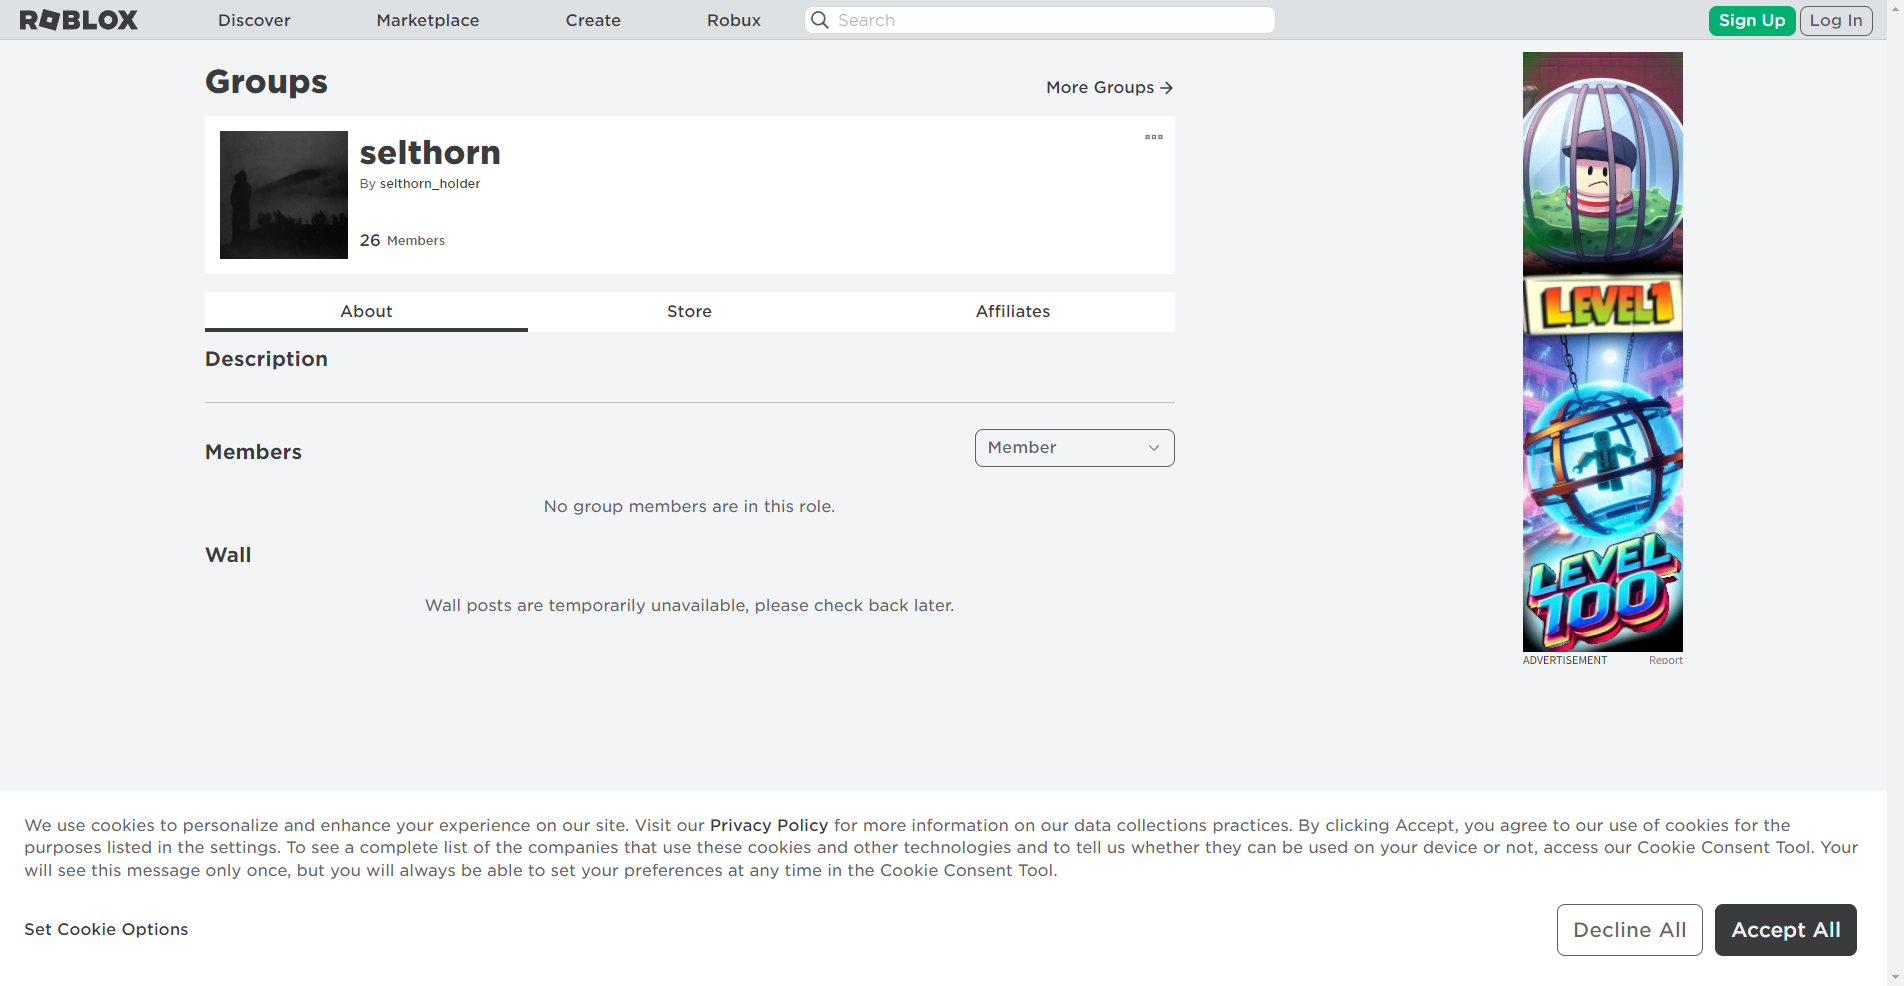 ROBLOX
Discover
Marketplace
Create
Robux
Search
Sign Up
Log In
Groups
More Groups
selthorn
By selthorn_holder
26 Members
About
Store
Affiliates
Description
Members
Member
No group members are in this role.
Wall
Wall posts are temporarily unavailable, please check back later.
LEVEL 1
LEVEL
100
ADVERTISEMENT
Report
We use cookies to personalize and enhance your experience on our site. Visit our Privacy Policy for more information on our data collections practices. By clicking Accept, you agree to our use of cookies for the
purposes listed in the settings. To see a complete list of the companies that use these cookies and other technologies and to tell us whether they can be used on your device or not, access our Cookie Consent Tool. Your
will see this message only once, but you will always be able to set your preferences at any time in the Cookie Consent Tool.
Set Cookie Options
Decline All
Accept All